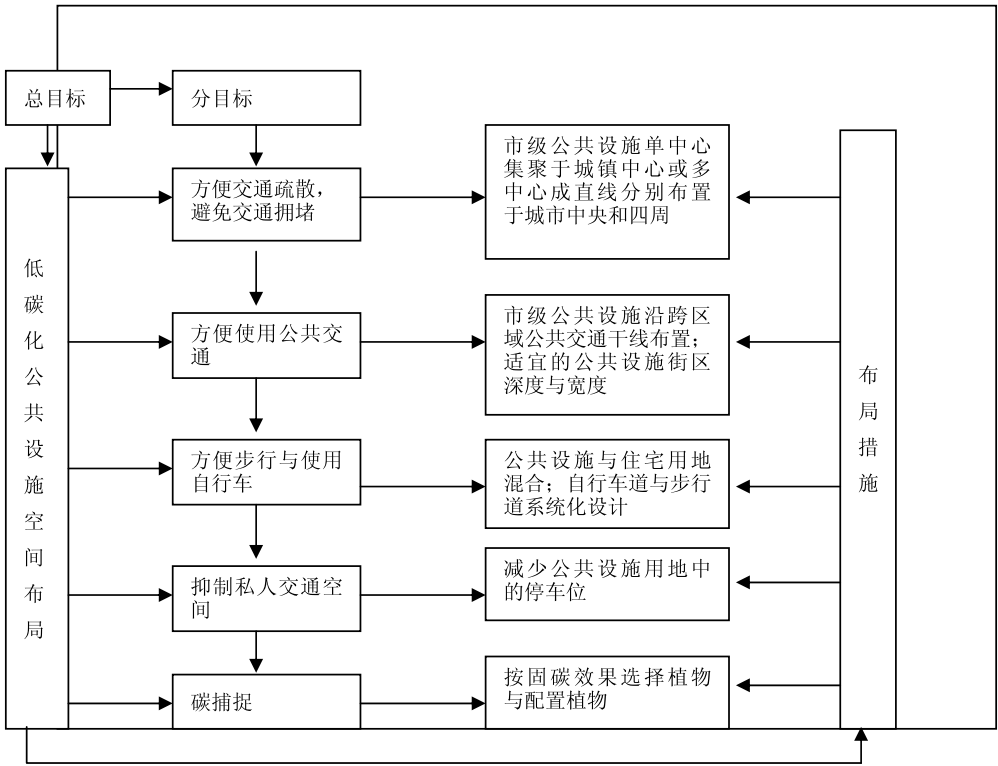 总目标
分目标
低碳化公共设施空间布局
方便交通疏散，
避免交通拥堵
市级公共设施单中心
集聚于城镇中心或多
中心成直线分别布置
于城市中央和四周
方便使用公共交
通
市级公共设施沿跨区
域公共交通干线布置；
适宜的公共设施街区
深度与宽度
方便步行与使用
自行车
公共设施与住宅用地
混合；自行车道与步行
道系统化设计
抑制私人交通空
间
减少公共设施用地中
的停车位
碳捕捉
按固碳效果选择植物
与配置植物
布局措施